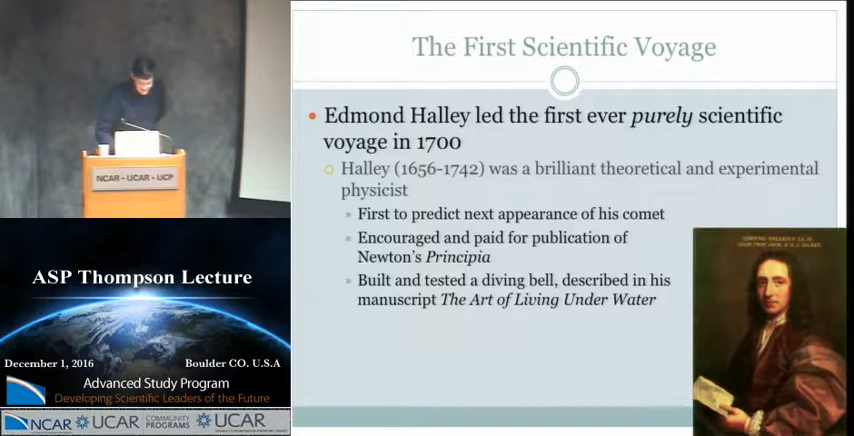 NCAR - UCAR - UCP
ASP Thompson Lecture
December 1, 2016 Boulder CO. U.S.A
Advanced Study Program
Developing Scientific Leaders of the Future
NCAR UCAR COMMUNITY PROGRAMS UCAR
The First Scientific Voyage
• Edmond Halley led the first ever purely scientific
voyage in 1700
Halley (1656-1742) was a brilliant theoretical and experimental
physicist
First to predict next appearance of his comet
Encouraged and paid for publication of
Newton's Principia
Built and tested a diving bell, described in his
manuscript The Art of Living Under Water